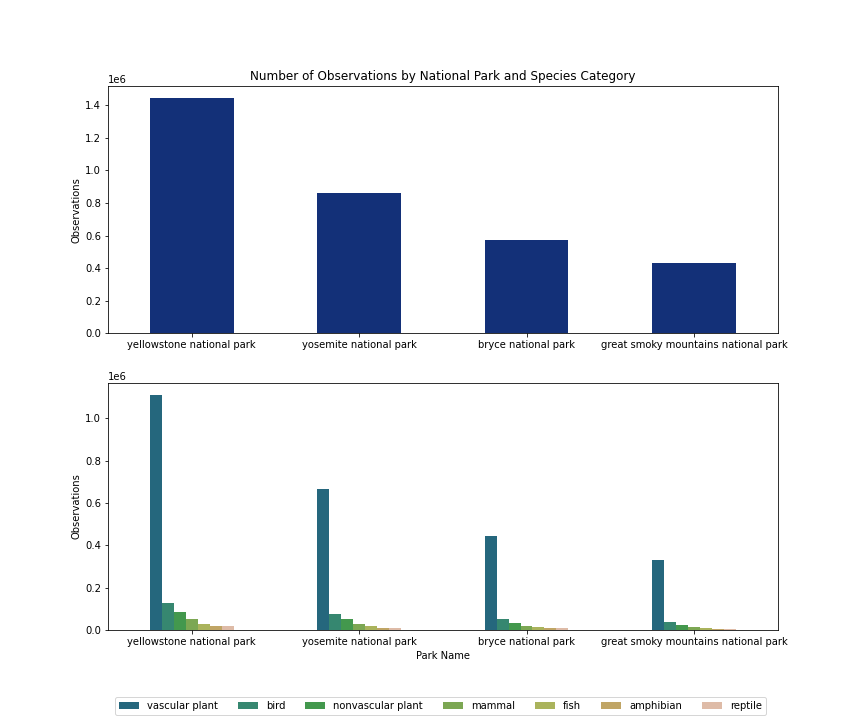 Number of Observations by National Park and Species Category
1e6
1.4
1.2
1.0
0.8
0.6
0.4
0.2
0.0
Observations
yellowstone national park yosemite national park bryce national park great smoky mountains national park
1e6
1.0
0.8
0.6
0.4
0.2
0.0
Observations
yellowstone national park yosemite national park bryce national park great smoky mountains national park
Park Name
vascular plant bird nonvascular plant mammal fish amphibian reptile